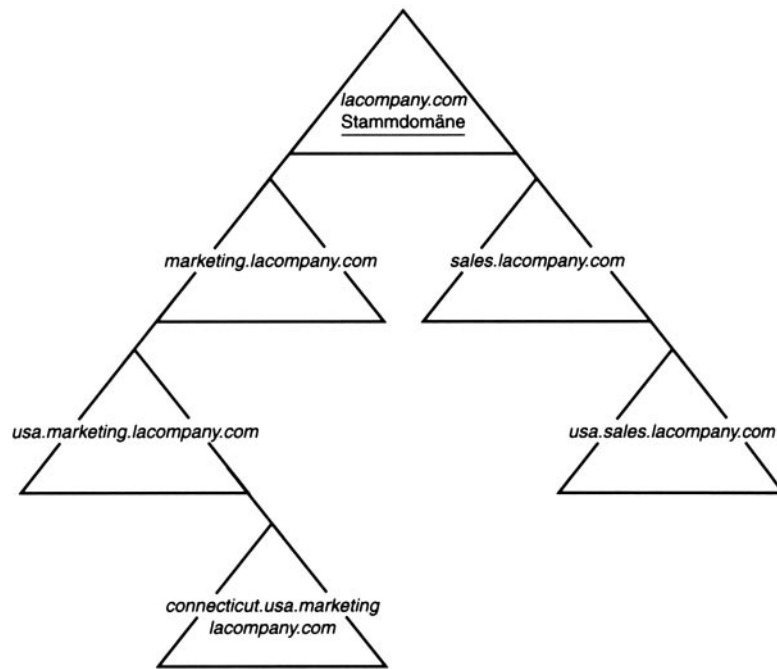 lacompany.com
Stammdomäne
marketing.lacompany.com
sales.lacompany.com
usa.marketing.lacompany.com
usa.sales.lacompany.com
connecticut.usa.marketing
lacompany.com